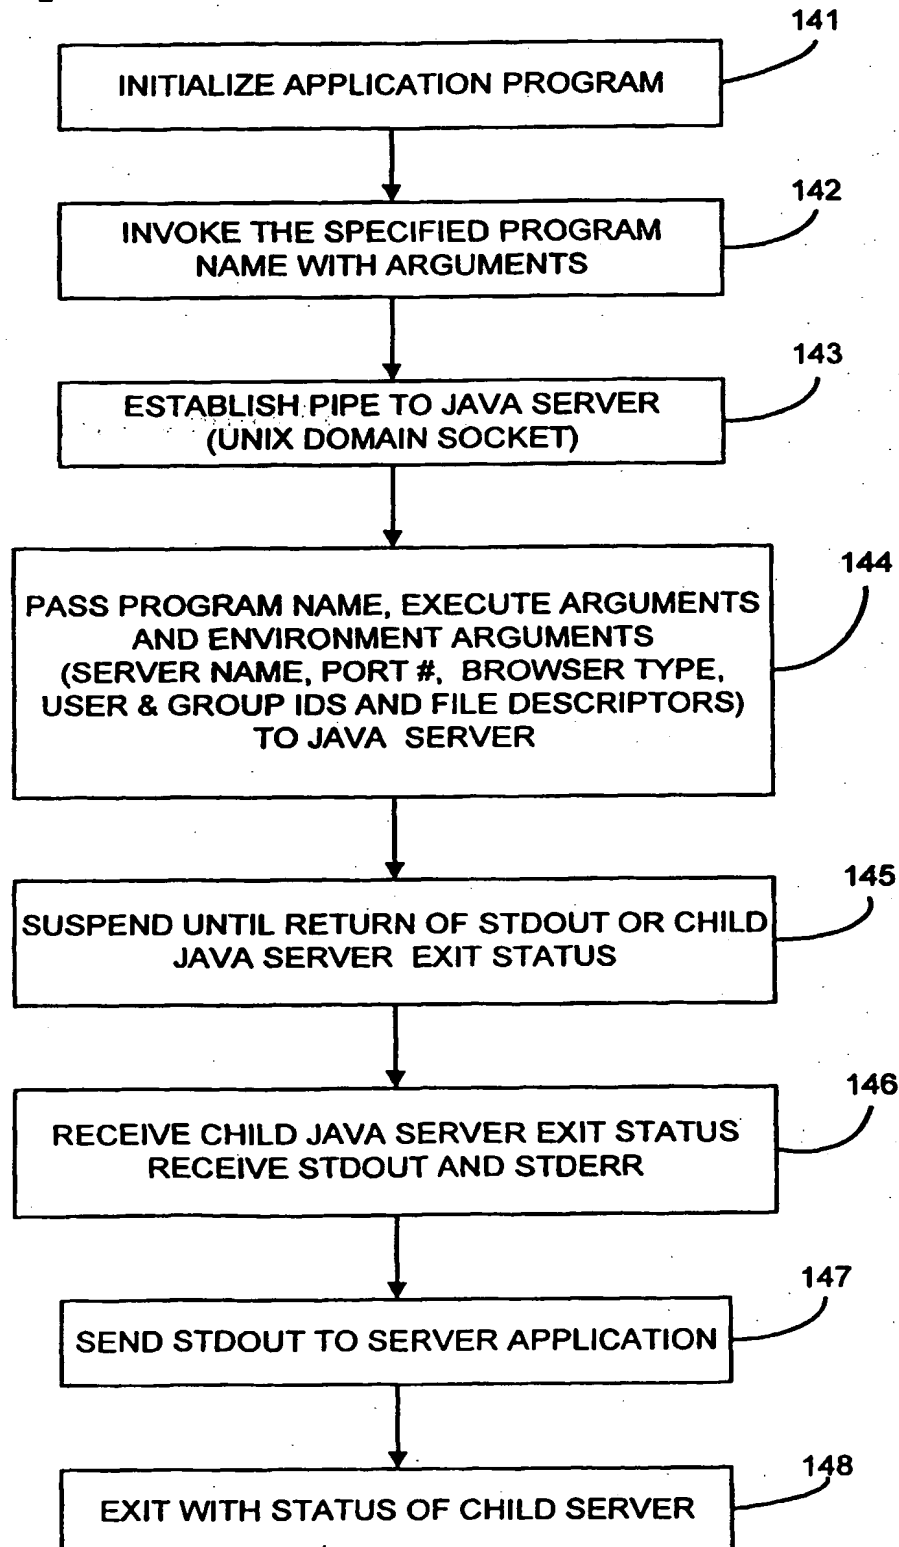 141
INITIALIZE APPLICATION PROGRAM
142
INVOKE THE SPECIFIED PROGRAM
NAME WITH ARGUMENTS
143
ESTABLISH PIPE TO JAVA SERVER
(UNIX DOMAIN SOCKET)
144
PASS PROGRAM NAME, EXECUTE ARGUMENTS
AND ENVIRONMENT ARGUMENTS
(SERVER NAME, PORT #, BROWSER TYPE,
USER & GROUP IDS AND FILE DESCRIPTORS)
TO JAVA SERVER
145
SUSPEND UNTIL RETURN OF STDOUT OR CHILD
JAVA SERVER EXIT STATUS
146
RECEIVE CHILD JAVA SERVER EXIT STATUS
RECEIVE STDOUT AND STDERR
147
SEND STDOUT TO SERVER APPLICATION
148
EXIT WITH STATUS OF CHILD SERVER